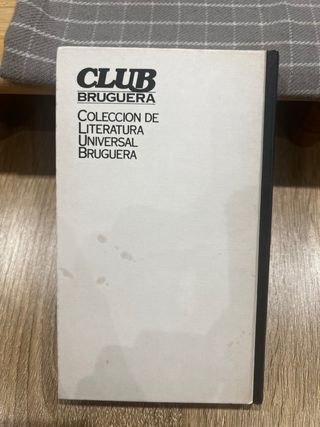 CLUB
BRUGUERA
COLECCION DE
LITERATURA
UNIVERSAL
BRUGUERA